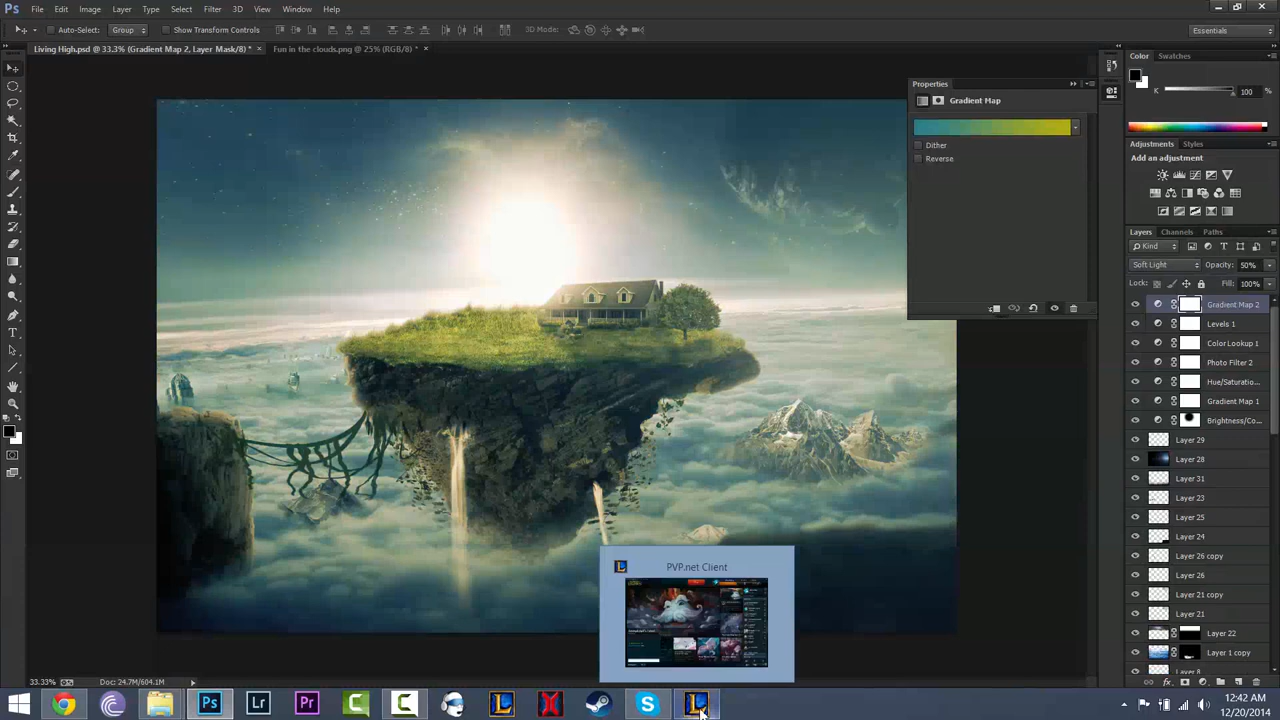 Ps File Edit Image Layer Type Select Filter 3D View Window Help
Auto-Select: Group Show Transform Controls 3D Mode: Essentials
Living High.psd @ 33.3% (Gradient Map 2, Layer Mask/8) * × Fun in the clouds.png @ 25% (RGB/8) * ×
Color Swatches
K 100 %
Properties
Gradient Map
Dither
Reverse
Adjustments Styles
Add an adjustment
Layers Channels Paths
Kind
Soft Light Opacity: 50%
Lock: Fill: 100%
Gradient Map 2
Levels 1
Color Lookup 1
Photo Filter 2
Hue/Saturatio...
Gradient Map 1
Brightness/Co...
Layer 29
Layer 28
Layer 31
Layer 23
Layer 25
Layer 24
Layer 26 copy
Layer 26
Layer 21 copy
Layer 21
Layer 22
Layer 1 copy
Layer 8
PVP.net Client
33.33% Doc: 24.7M/604.1M
Ps Lr Pr C C L X S L
12:42 AM
12/20/2014